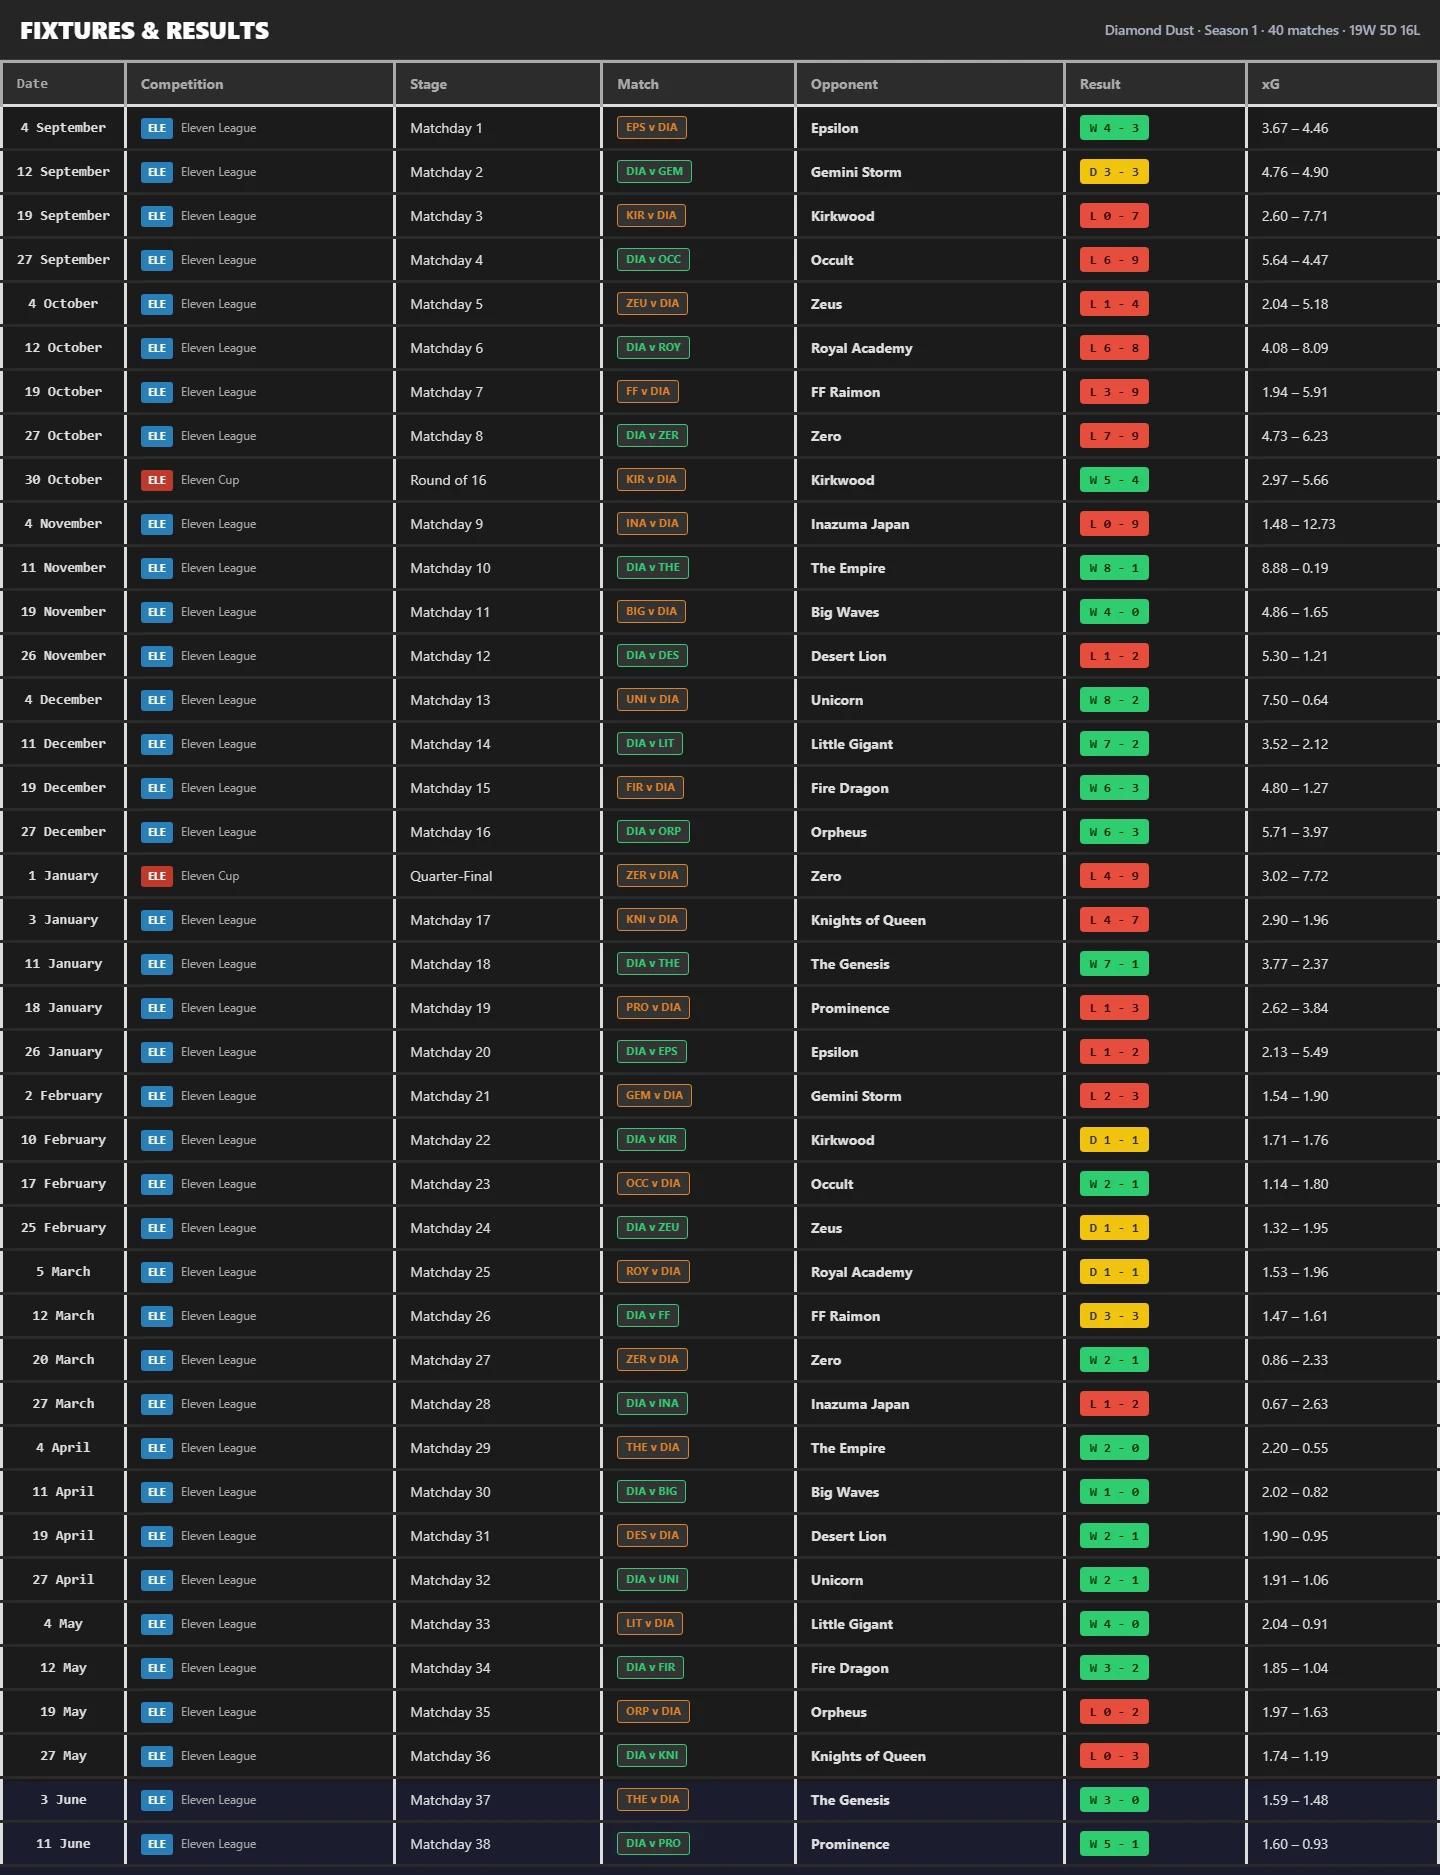 FIXTURES & RESULTS
Diamond Dust · Season 1 · 40 matches · 19W 5D 16L
Date Competition Stage Match Opponent Result xG
4 September ELE Eleven League Matchday 1 EPS v DIA Epsilon W 4 - 3 3.67 – 4.46
12 September ELE Eleven League Matchday 2 DIA v GEM Gemini Storm D 3 - 3 4.76 – 4.90
19 September ELE Eleven League Matchday 3 KIR v DIA Kirkwood L 0 - 7 2.60 – 7.71
27 September ELE Eleven League Matchday 4 DIA v OCC Occult L 6 - 9 5.64 – 4.47
4 October ELE Eleven League Matchday 5 ZEU v DIA Zeus L 1 - 4 2.04 – 5.18
12 October ELE Eleven League Matchday 6 DIA v ROY Royal Academy L 6 - 8 4.08 – 8.09
19 October ELE Eleven League Matchday 7 FF v DIA FF Raimon L 3 - 9 1.94 – 5.91
27 October ELE Eleven League Matchday 8 DIA v ZER Zero L 7 - 9 4.73 – 6.23
30 October ELE Eleven Cup Round of 16 KIR v DIA Kirkwood W 5 - 4 2.97 – 5.66
4 November ELE Eleven League Matchday 9 INA v DIA Inazuma Japan L 0 - 9 1.48 – 12.73
11 November ELE Eleven League Matchday 10 DIA v THE The Empire W 8 - 1 8.88 – 0.19
19 November ELE Eleven League Matchday 11 BIG v DIA Big Waves W 4 - 0 4.86 – 1.65
26 November ELE Eleven League Matchday 12 DIA v DES Desert Lion L 1 - 2 5.30 – 1.21
4 December ELE Eleven League Matchday 13 UNI v DIA Unicorn W 8 - 2 7.50 – 0.64
11 December ELE Eleven League Matchday 14 DIA v LIT Little Gigant W 7 - 2 3.52 – 2.12
19 December ELE Eleven League Matchday 15 FIR v DIA Fire Dragon W 6 - 3 4.80 – 1.27
27 December ELE Eleven League Matchday 16 DIA v ORP Orpheus W 6 - 3 5.71 – 3.97
1 January ELE Eleven Cup Quarter-Final ZER v DIA Zero L 4 - 9 3.02 – 7.72
3 January ELE Eleven League Matchday 17 KNI v DIA Knights of Queen L 4 - 7 2.90 – 1.96
11 January ELE Eleven League Matchday 18 DIA v THE The Genesis W 7 - 1 3.77 – 2.37
18 January ELE Eleven League Matchday 19 PRO v DIA Prominence L 1 - 3 2.62 – 3.84
26 January ELE Eleven League Matchday 20 DIA v EPS Epsilon L 1 - 2 2.13 – 5.49
2 February ELE Eleven League Matchday 21 GEM v DIA Gemini Storm L 2 - 3 1.54 – 1.90
10 February ELE Eleven League Matchday 22 DIA v KIR Kirkwood D 1 - 1 1.71 – 1.76
17 February ELE Eleven League Matchday 23 OCC v DIA Occult W 2 - 1 1.14 – 1.80
25 February ELE Eleven League Matchday 24 DIA v ZEU Zeus D 1 - 1 1.32 – 1.95
5 March ELE Eleven League Matchday 25 ROY v DIA Royal Academy D 1 - 1 1.53 – 1.96
12 March ELE Eleven League Matchday 26 DIA v FF FF Raimon D 3 - 3 1.47 – 1.61
20 March ELE Eleven League Matchday 27 ZER v DIA Zero W 2 - 1 0.86 – 2.33
27 March ELE Eleven League Matchday 28 DIA v INA Inazuma Japan L 1 - 2 0.67 – 2.63
4 April ELE Eleven League Matchday 29 THE v DIA The Empire W 2 - 0 2.20 – 0.55
11 April ELE Eleven League Matchday 30 DIA v BIG Big Waves W 1 - 0 2.02 – 0.82
19 April ELE Eleven League Matchday 31 DES v DIA Desert Lion W 2 - 1 1.90 – 0.95
27 April ELE Eleven League Matchday 32 DIA v UNI Unicorn W 2 - 1 1.91 – 1.06
4 May ELE Eleven League Matchday 33 LIT v DIA Little Gigant W 4 - 0 2.04 – 0.91
12 May ELE Eleven League Matchday 34 DIA v FIR Fire Dragon W 3 - 2 1.85 – 1.04
19 May ELE Eleven League Matchday 35 ORP v DIA Orpheus L 0 - 2 1.97 – 1.63
27 May ELE Eleven League Matchday 36 DIA v KNI Knights of Queen L 0 - 3 1.74 – 1.19
3 June ELE Eleven League Matchday 37 THE v DIA The Genesis W 3 - 0 1.59 – 1.48
11 June ELE Eleven League Matchday 38 DIA v PRO Prominence W 5 - 1 1.60 – 0.93